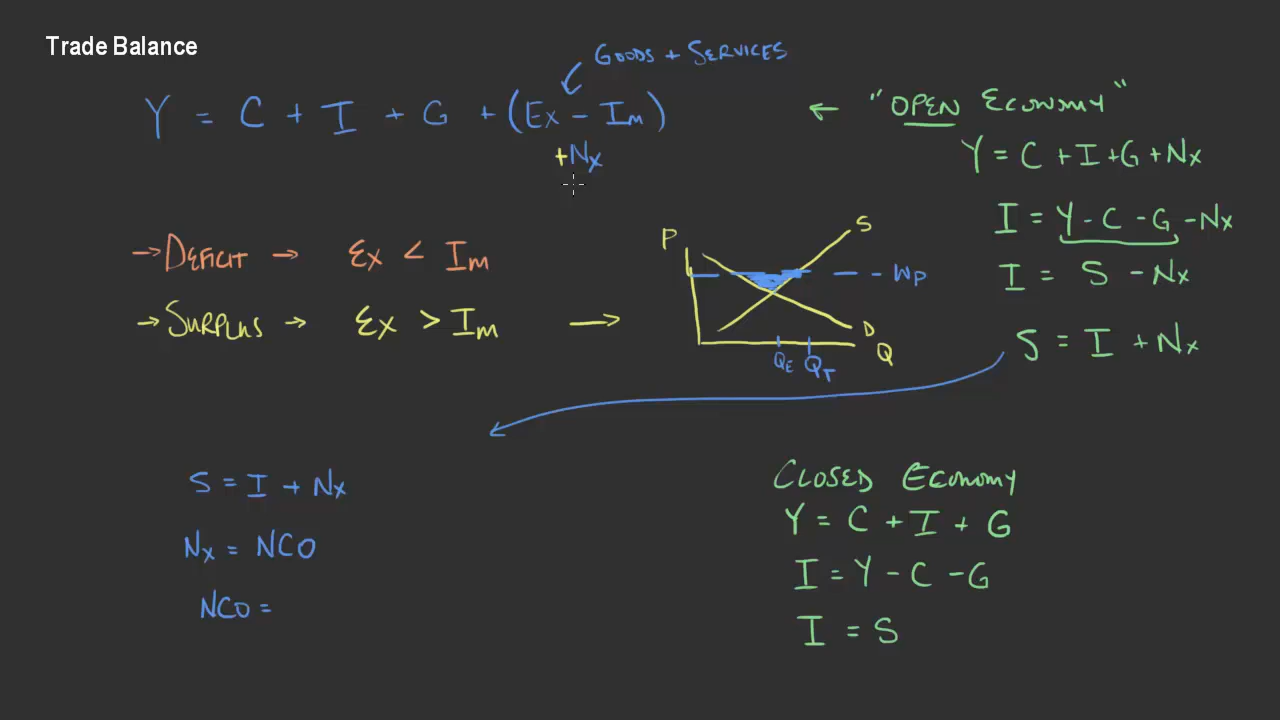 Trade Balance
GOODS + SERVICES
Y = C + I + G + (Ex - Im)
+Nx
← "OPEN ECONOMY"
Y = C + I + G + Nx
I = Y - C - G - Nx
I = S - Nx
S = I + Nx
→ DEFICIT → Ex < Im
→ SURPLUS → Ex > Im →
P
S
WP
D
Q
QE
QT
S = I + Nx
Nx = NCO
NCO =
CLOSED ECONOMY
Y = C + I + G
I = Y - C - G
I = S